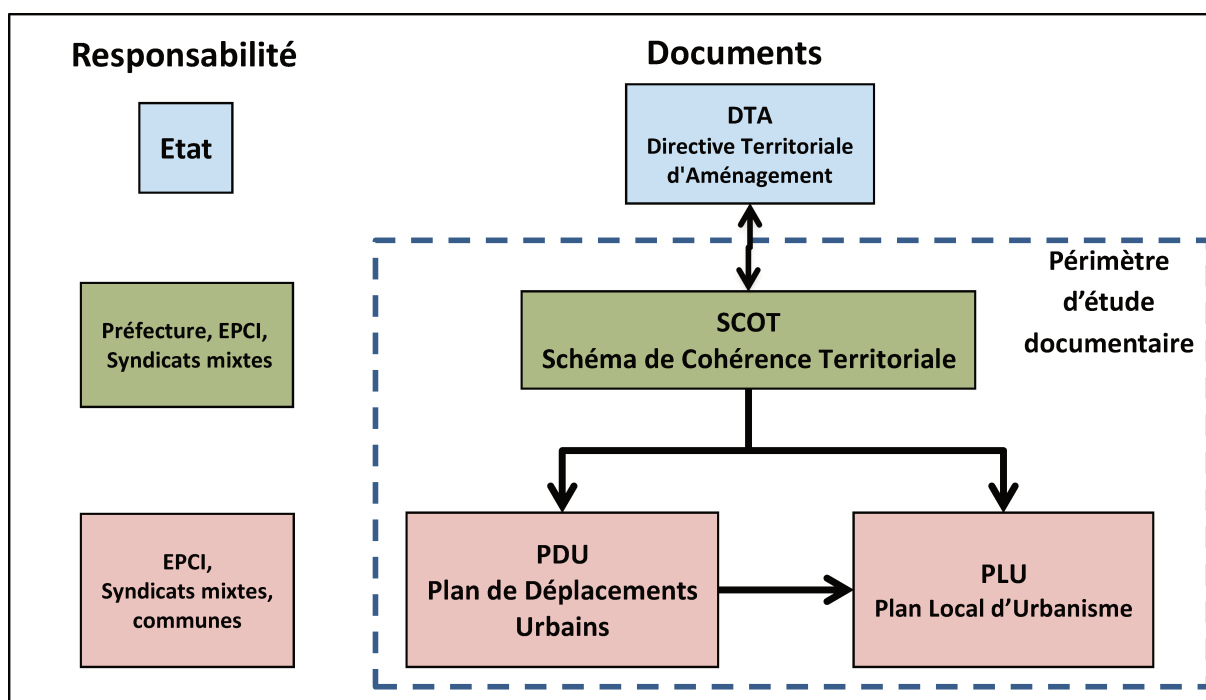 Responsabilité
Documents
Etat
DTA
Directive Territoriale
d'Aménagement
Périmètre
d’étude
documentaire
Préfecture, EPCI,
Syndicats mixtes
SCOT
Schéma de Cohérence Territoriale
EPCI,
Syndicats mixtes,
communes
PDU
Plan de Déplacements
Urbains
PLU
Plan Local d’Urbanisme